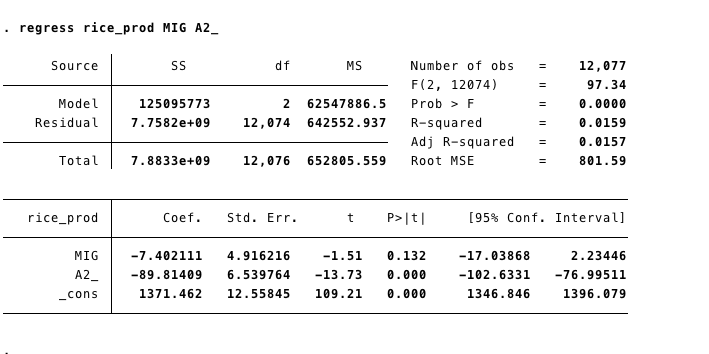 . regress rice_prod MIG A2_
Source SS df MS Number of obs = 12,077
F(2, 12074) = 97.34
Model 125095773 2 62547886.5 Prob > F = 0.0000
Residual 7.7582e+09 12,074 642552.937 R-squared = 0.0159
Adj R-squared = 0.0157
Total 7.8833e+09 12,076 652805.559 Root MSE = 801.59
rice_prod Coef. Std. Err. t P>|t| [95% Conf. Interval]
MIG -7.402111 4.916216 -1.51 0.132 -17.03868 2.23446
A2_ -89.81409 6.539764 -13.73 0.000 -102.6331 -76.99511
_cons 1371.462 12.55845 109.21 0.000 1346.846 1396.079
.